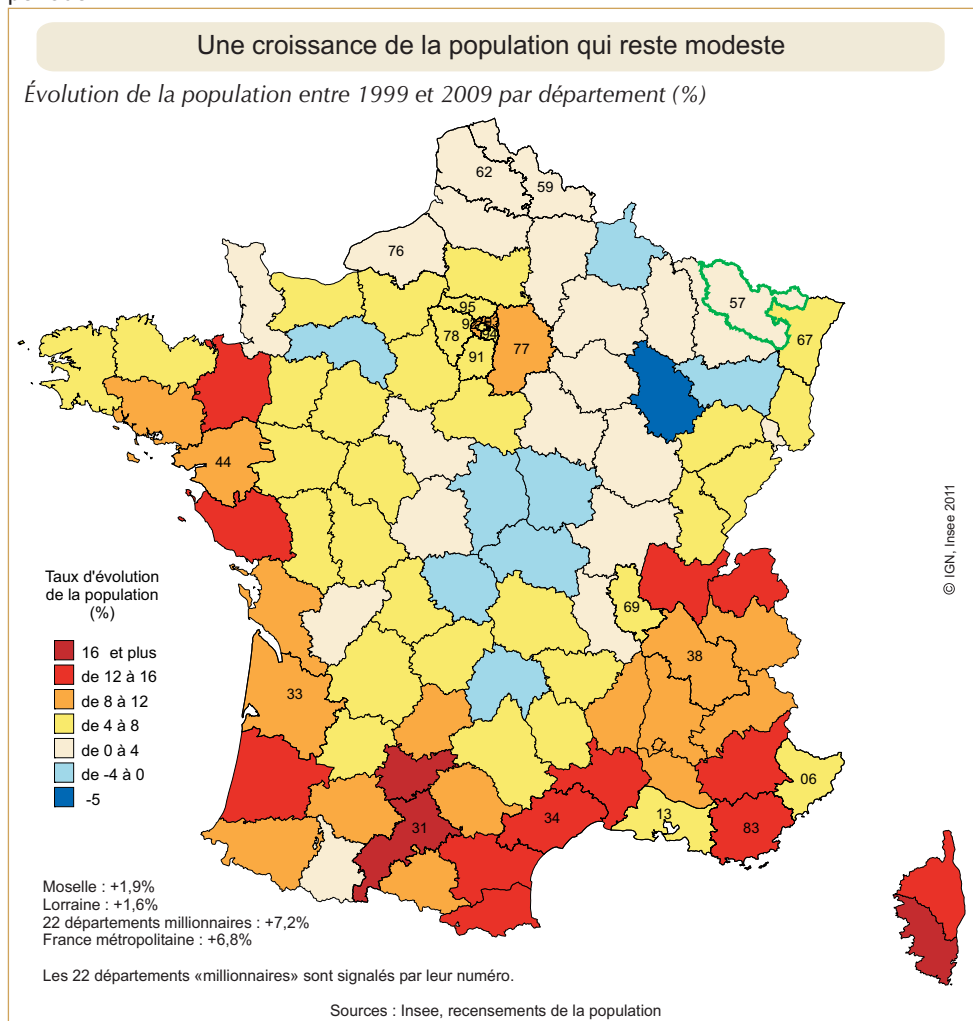 Une croissance de la population qui reste modeste
Évolution de la population entre 1999 et 2009 par département (%)
62
59
76
57
95
67
78
94
77
91
44
© IGN, Insee 2011
Taux d'évolution
de la population
(%)
16 et plus
de 12 à 16
de 8 à 12
de 4 à 8
de 0 à 4
de -4 à 0
-5
69
38
33
06
13
31
34
83
Moselle : +1,9%
Lorraine : +1,6%
22 départements millionnaires : +7,2%
France métropolitaine : +6,8%
Les 22 départements «millionnaires» sont signalés par leur numéro.
Sources : Insee, recensements de la population